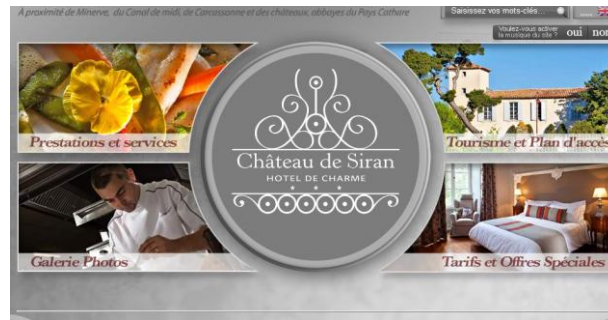 A proximité de Minerve, du Canal de midi, de Carcassonne et des châteaux, abbayes du Pays Cathare
Saisissez vos mots-clés
Voulez-vous activer
la musique du site ?
oui non
Prestations et services
Tourisme et Plan d'accès
Château de Siran
HOTEL DE CHARME
Galerie Photos
Tarifs et Offres Spéciales